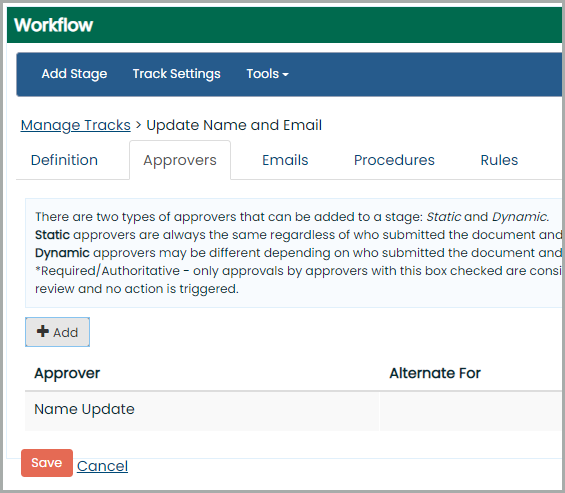 Workflow
Add Stage Track Settings Tools
Manage Tracks > Update Name and Email
Definition Approvers Emails Procedures Rules
There are two types of approvers that can be added to a stage: Static and Dynamic.
Static approvers are always the same regardless of who submitted the document and
Dynamic approvers may be different depending on who submitted the document and
*Required/Authoritative - only approvals by approvers with this box checked are consi
review and no action is triggered.
+ Add
Approver Alternate For
Name Update
Save Cancel